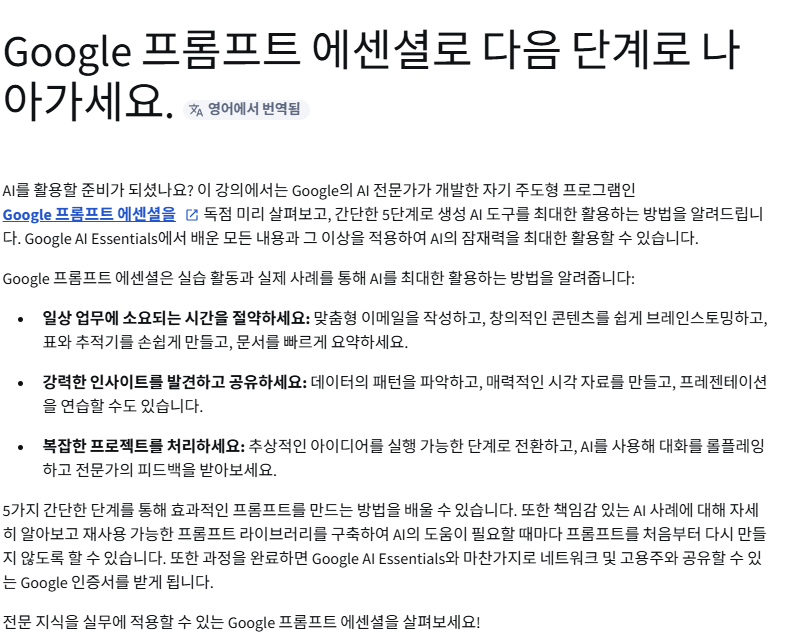 Google 프롬프트 에센셜로 다음 단계로 나
아가세요. 영어에서 번역됨
AI를 활용할 준비가 되셨나요? 이 강의에서는 Google의 AI 전문가가 개발한 자기 주도형 프로그램인
Google 프롬프트 에센셜을 독점 미리 살펴보고, 간단한 5단계로 생성 AI 도구를 최대한 활용하는 방법을 알려드립니
다. Google AI Essentials에서 배운 모든 내용과 그 이상을 적용하여 AI의 잠재력을 최대한 활용할 수 있습니다.
Google 프롬프트 에센셜은 실습 활동과 실제 사례를 통해 AI를 최대한 활용하는 방법을 알려줍니다:
• 일상 업무에 소요되는 시간을 절약하세요: 맞춤형 이메일을 작성하고, 창의적인 콘텐츠를 쉽게 브레인스토밍하고,
표와 추적기를 손쉽게 만들고, 문서를 빠르게 요약하세요.
• 강력한 인사이트를 발견하고 공유하세요: 데이터의 패턴을 파악하고, 매력적인 시각 자료를 만들고, 프레젠테이션
을 연습할 수도 있습니다.
• 복잡한 프로젝트를 처리하세요: 추상적인 아이디어를 실행 가능한 단계로 전환하고, AI를 사용해 대화를 롤플레잉
하고 전문가의 피드백을 받아보세요.
5가지 간단한 단계를 통해 효과적인 프롬프트를 만드는 방법을 배울 수 있습니다. 또한 책임감 있는 AI 사례에 대해 자세
히 알아보고 재사용 가능한 프롬프트 라이브러리를 구축하여 AI의 도움이 필요할 때마다 프롬프트를 처음부터 다시 만들
지 않도록 할 수 있습니다. 또한 과정을 완료하면 Google AI Essentials와 마찬가지로 네트워크 및 고용주와 공유할 수 있
는 Google 인증서를 받게 됩니다.
전문 지식을 실무에 적용할 수 있는 Google 프롬프트 에센셜을 살펴보세요!